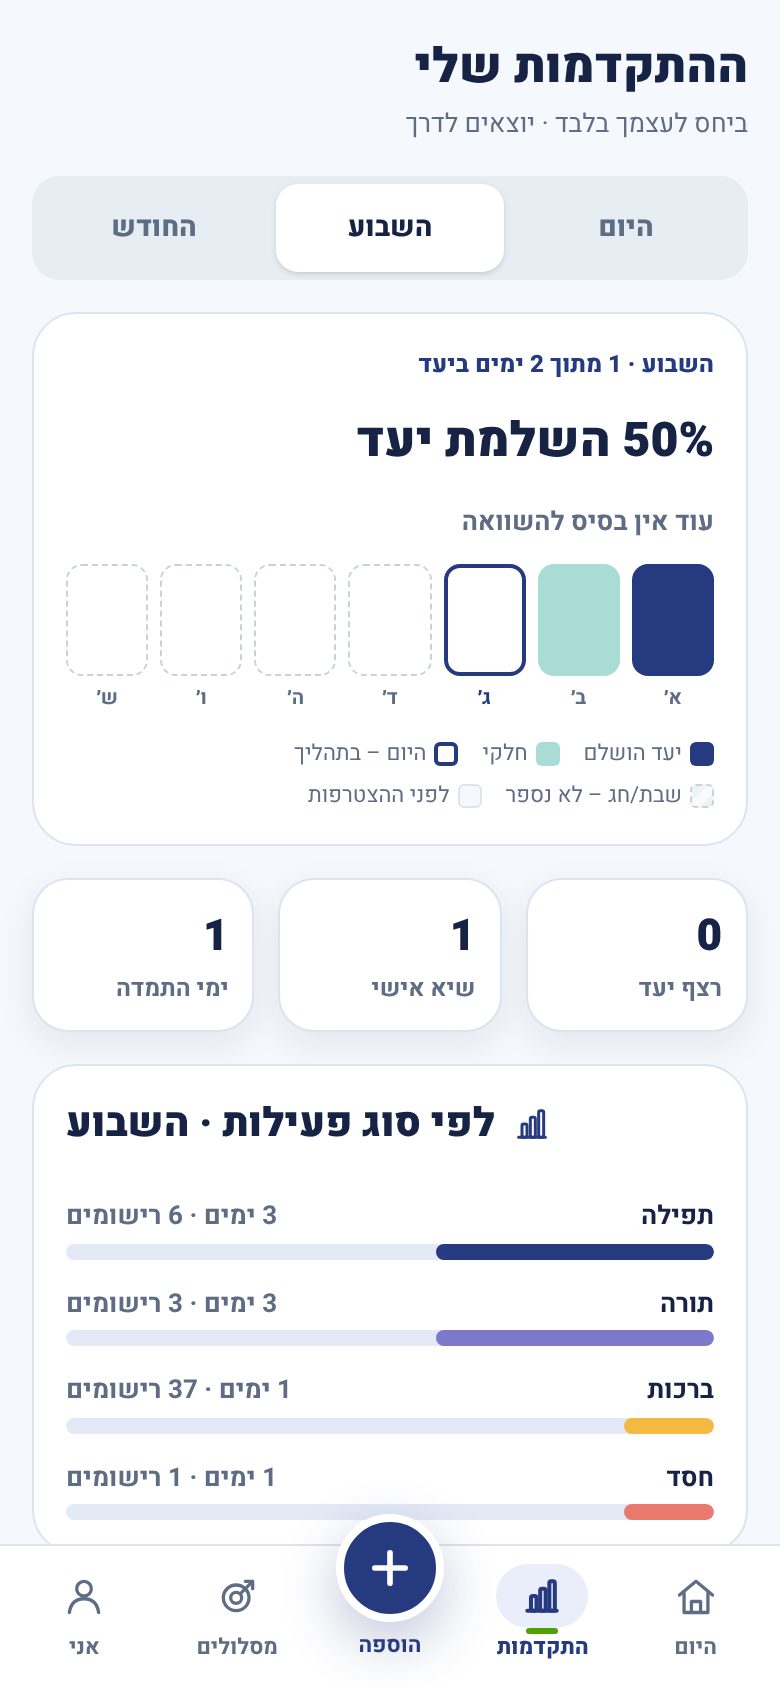 ההתקדמות שלי
ביחס לעצמך בלבד · יוצאים לדרך
היום השבוע החודש
השבוע · 1 מתוך 2 ימים ביעד
50% השלמת יעד
עוד אין בסיס להשוואה
א׳ ב׳ ג׳ ד׳ ה׳ ו׳ ש׳
יעד הושלם חלקי היום – בתהליך
שבת/חג – לא נספר לפני ההצטרפות
0 1 1
רצף יעד שיא אישי ימי התמדה
לפי סוג פעילות · השבוע
תפילה 3 ימים · 6 רישומים
תורה 3 ימים · 3 רישומים
ברכות 1 ימים · 37 רישומים
חסד 1 ימים · 1 רישומים
היום התקדמות הוספה מסלולים אני